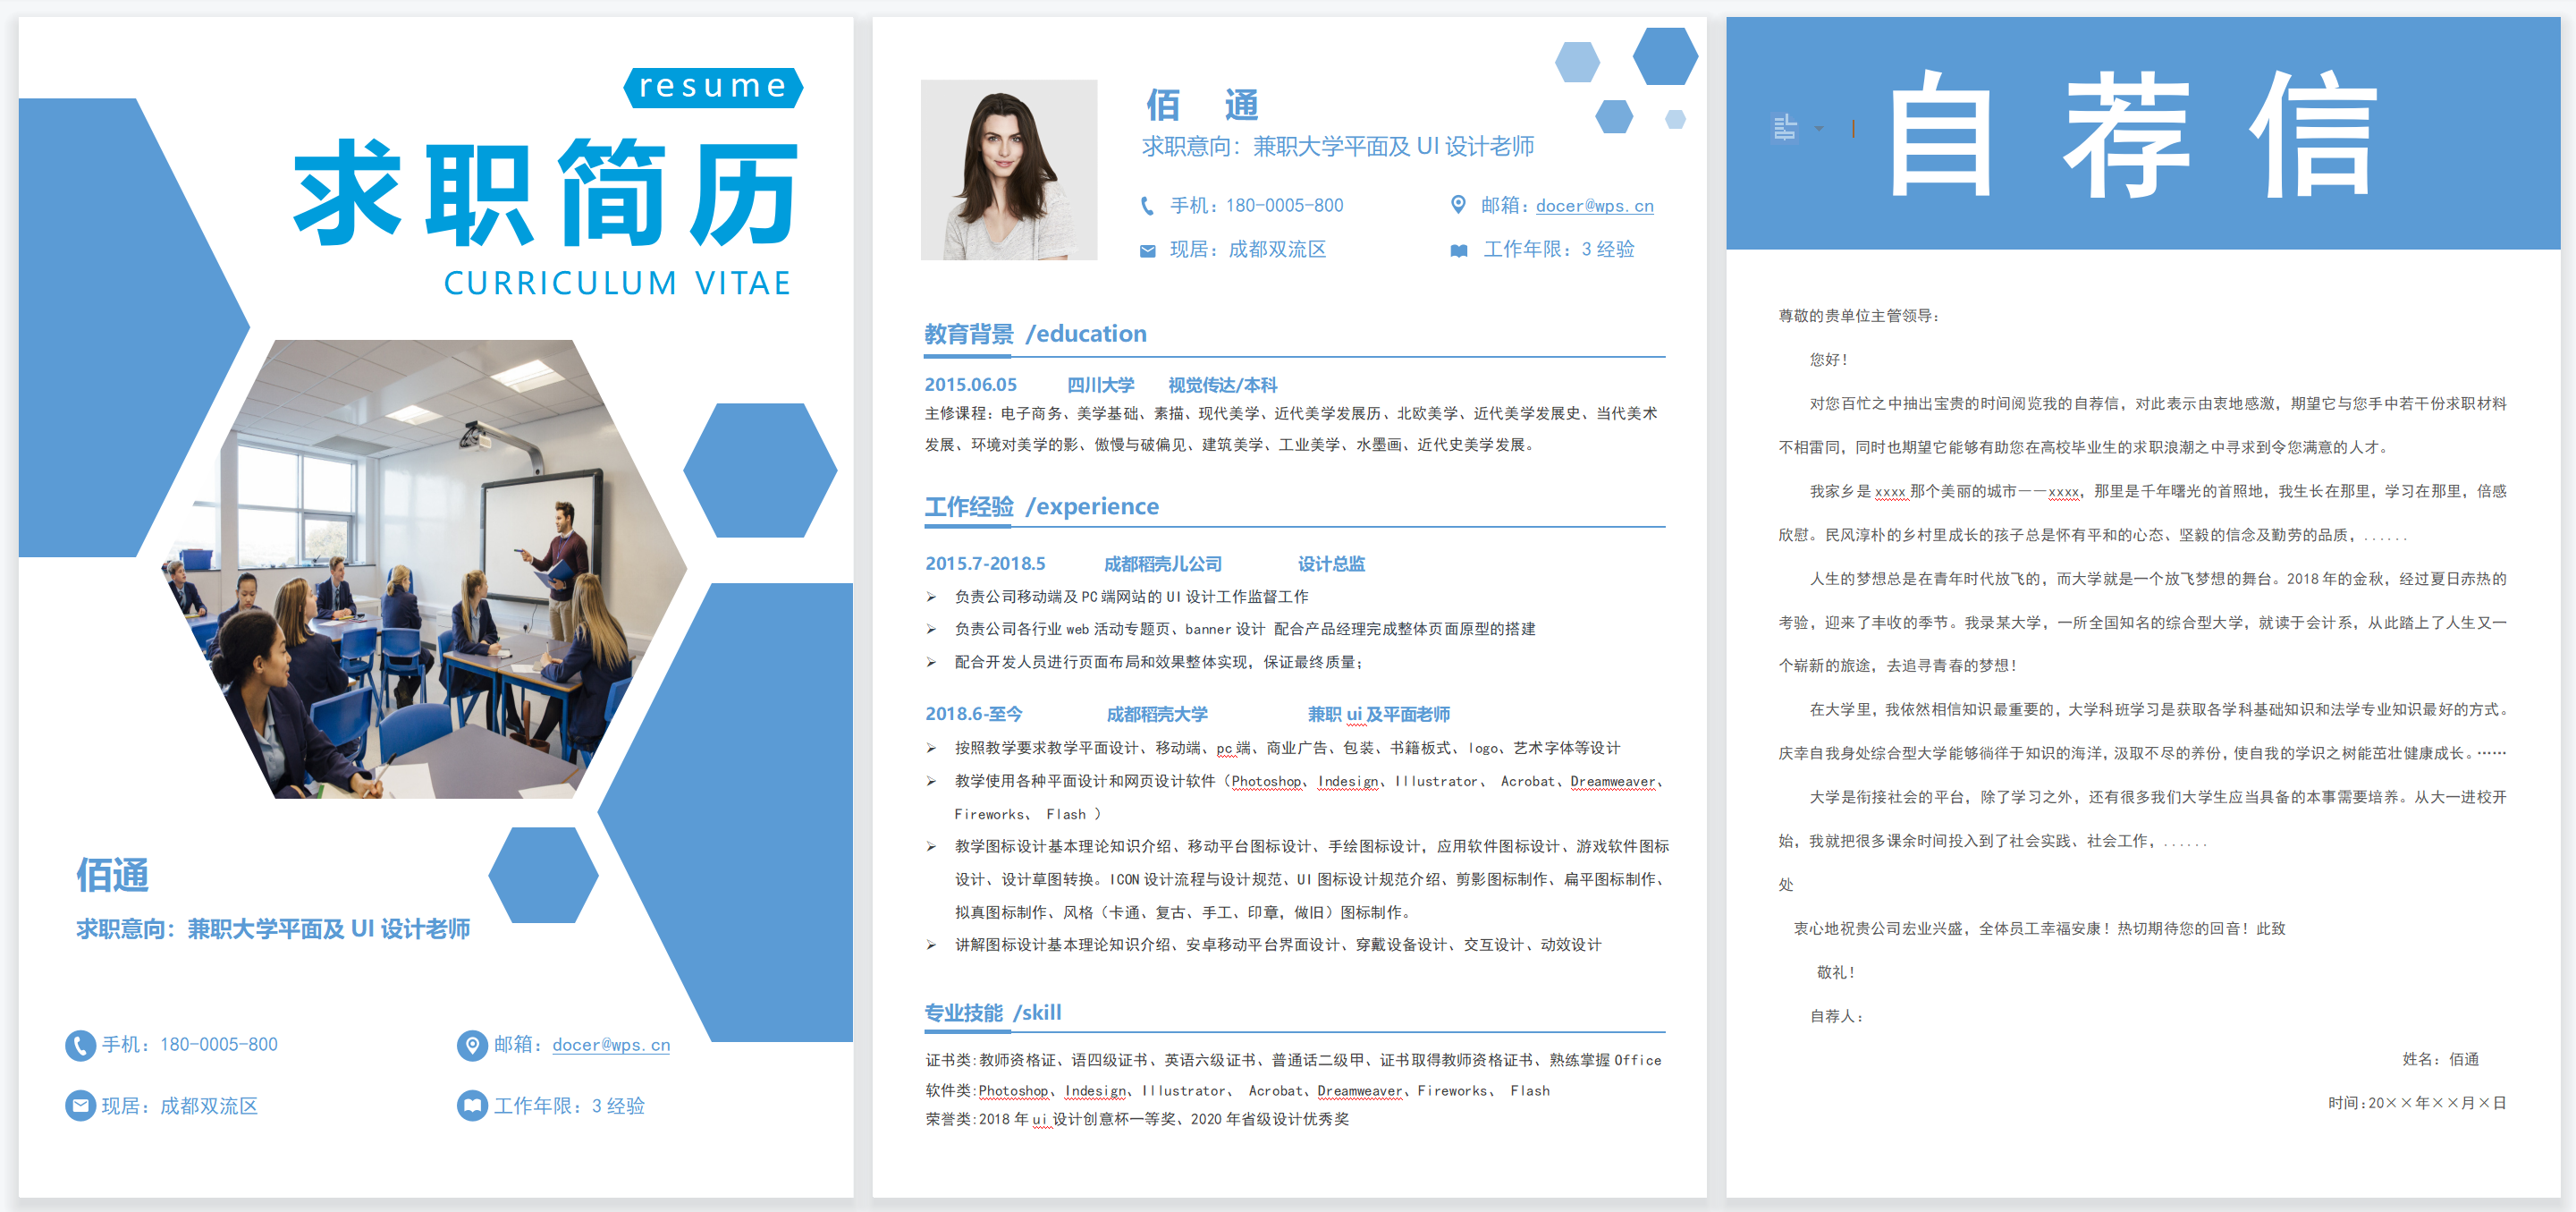 resume
求职简历
CURRICULUM VITAE
佰通
求职意向：兼职大学平面及 UI 设计老师
手机：180-0005-800
邮箱：docer@wps.cn
现居：成都双流区
工作年限：3 经验
佰 通
求职意向：兼职大学平面及 UI 设计老师
手机：180-0005-800
邮箱：docer@wps.cn
现居：成都双流区
工作年限：3 经验
教育背景 /education
2015.06.05 四川大学 视觉传达/本科
主修课程：电子商务、美学基础、素描、现代美学、近代美学发展历、北欧美学、近代美学发展史、当代美术
发展、环境对美学的影、傲慢与破偏见、建筑美学、工业美学、水墨画、近代史美学发展。
工作经验 /experience
2015.7-2018.5 成都稻壳儿公司 设计总监
负责公司移动端及 PC 端网站的 UI 设计工作监督工作
负责公司各行业 web 活动专题页、banner 设计 配合产品经理完成整体页面原型的搭建
配合开发人员进行页面布局和效果整体实现，保证最终质量；
2018.6-至今 成都稻壳大学 兼职 ui 及平面老师
按照教学要求教学平面设计、移动端、pc 端、商业广告、包装、书籍板式、logo、艺术字体等设计
教学使用各种平面设计和网页设计软件（Photoshop、Indesign、Illustrator、 Acrobat、Dreamweaver、
Fireworks、 Flash ）
教学图标设计基本理论知识介绍、移动平台图标设计、手绘图标设计，应用软件图标设计、游戏软件图标
设计、设计草图转换。ICON 设计流程与设计规范、UI 图标设计规范介绍、剪影图标制作、扁平图标制作、
拟真图标制作、风格（卡通、复古、手工、印章，做旧）图标制作。
讲解图标设计基本理论知识介绍、安卓移动平台界面设计、穿戴设备设计、交互设计、动效设计
专业技能 /skill
证书类:教师资格证、语四级证书、英语六级证书、普通话二级甲、证书取得教师资格证书、熟练掌握 Office
软件类:Photoshop、Indesign、Illustrator、 Acrobat、Dreamweaver、Fireworks、 Flash
荣誉类:2018 年 ui 设计创意杯一等奖、2020 年省级设计优秀奖
自荐信
尊敬的贵单位主管领导：
您好！
对您百忙之中抽出宝贵的时间阅览我的自荐信，对此表示由衷地感激，期望它与您手中若干份求职材料
不相雷同，同时也期望它能够有助您在高校毕业生的求职浪潮之中寻求到令您满意的人才。
我家乡是 xxxx 那个美丽的城市——xxxx，那里是千年曙光的首照地，我生长在那里，学习在那里，倍感
欣慰。民风淳朴的乡村里成长的孩子总是怀有平和的心态、坚毅的信念及勤劳的品质，......
人生的梦想总是在青年时代放飞的，而大学就是一个放飞梦想的舞台。2018 年的金秋，经过夏日赤热的
考验，迎来了丰收的季节。我录某大学，一所全国知名的综合型大学，就读于会计系，从此踏上了人生又一
个崭新的旅途，去追寻青春的梦想！
在大学里，我依然相信知识最重要的，大学科班学习是获取各学科基础知识和法学专业知识最好的方式。
庆幸自我身处综合型大学能够徜徉于知识的海洋，汲取不尽的养份，使自我的学识之树能茁壮健康成长。……
大学是衔接社会的平台，除了学习之外，还有很多我们大学生应当具备的本事需要培养。从大一进校开
始，我就把很多课余时间投入到了社会实践、社会工作，......
处
衷心地祝贵公司宏业兴盛，全体员工幸福安康！热切期待您的回音！此致
敬礼！
自荐人：
姓名：佰通
时间:20××年××月×日